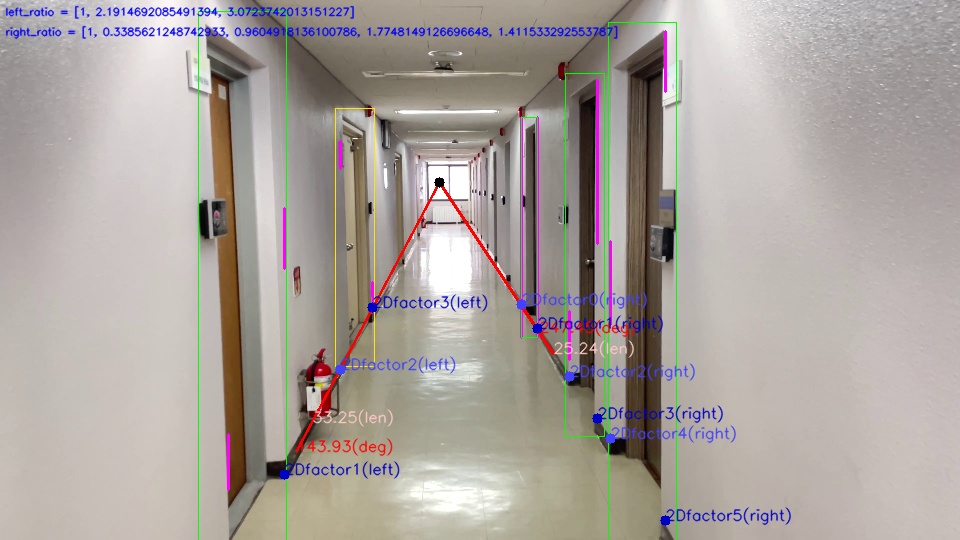 left_ratio = [1, 2.1914692085491394, 3.0723742013151227]
right_ratio = [1, 0.3385621248742933, 0.9604918136100786, 1.7748149126696648, 1.411533292553787]
2Dfactor3(left)
2Dfactor0(right)
2Dfactor1(right)
25.24(len)
2Dfactor2(left)
2Dfactor2(right)
33.25(len)
2Dfactor3(right)
2Dfactor4(right)
43.93(deg)
2Dfactor1(left)
2Dfactor5(right)